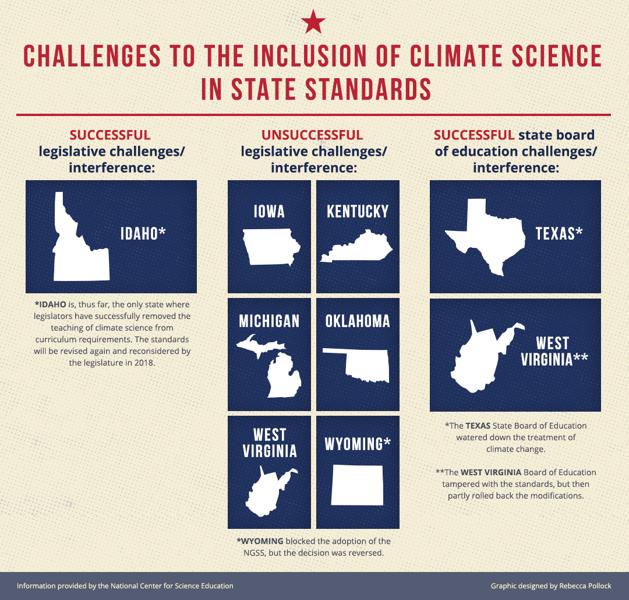 CHALLENGES TO THE INCLUSION OF CLIMATE SCIENCE
IN STATE STANDARDS
SUCCESSFUL
legislative challenges/
interference:
IDAHO*
*IDAHO is, thus far, the only state where
legislators have successfully removed the
teaching of climate science from
curriculum requirements. The standards
will be revised again and reconsidered by
the legislature in 2018.
UNSUCCESSFUL
legislative challenges/
interference:
IOWA
KENTUCKY
MICHIGAN
OKLAHOMA
WEST
VIRGINIA
WYOMING*
*WYOMING blocked the adoption of the
NGSS, but the decision was reversed.
SUCCESSFUL state board
of education challenges/
interference:
TEXAS*
WEST
VIRGINIA**
*The TEXAS State Board of Education
watered down the treatment of
climate change.
**The WEST VIRGINIA Board of Education
tampered with the standards, but then
partly rolled back the modifications.
Information provided by the National Center for Science Education
Graphic designed by Rebecca Pollock